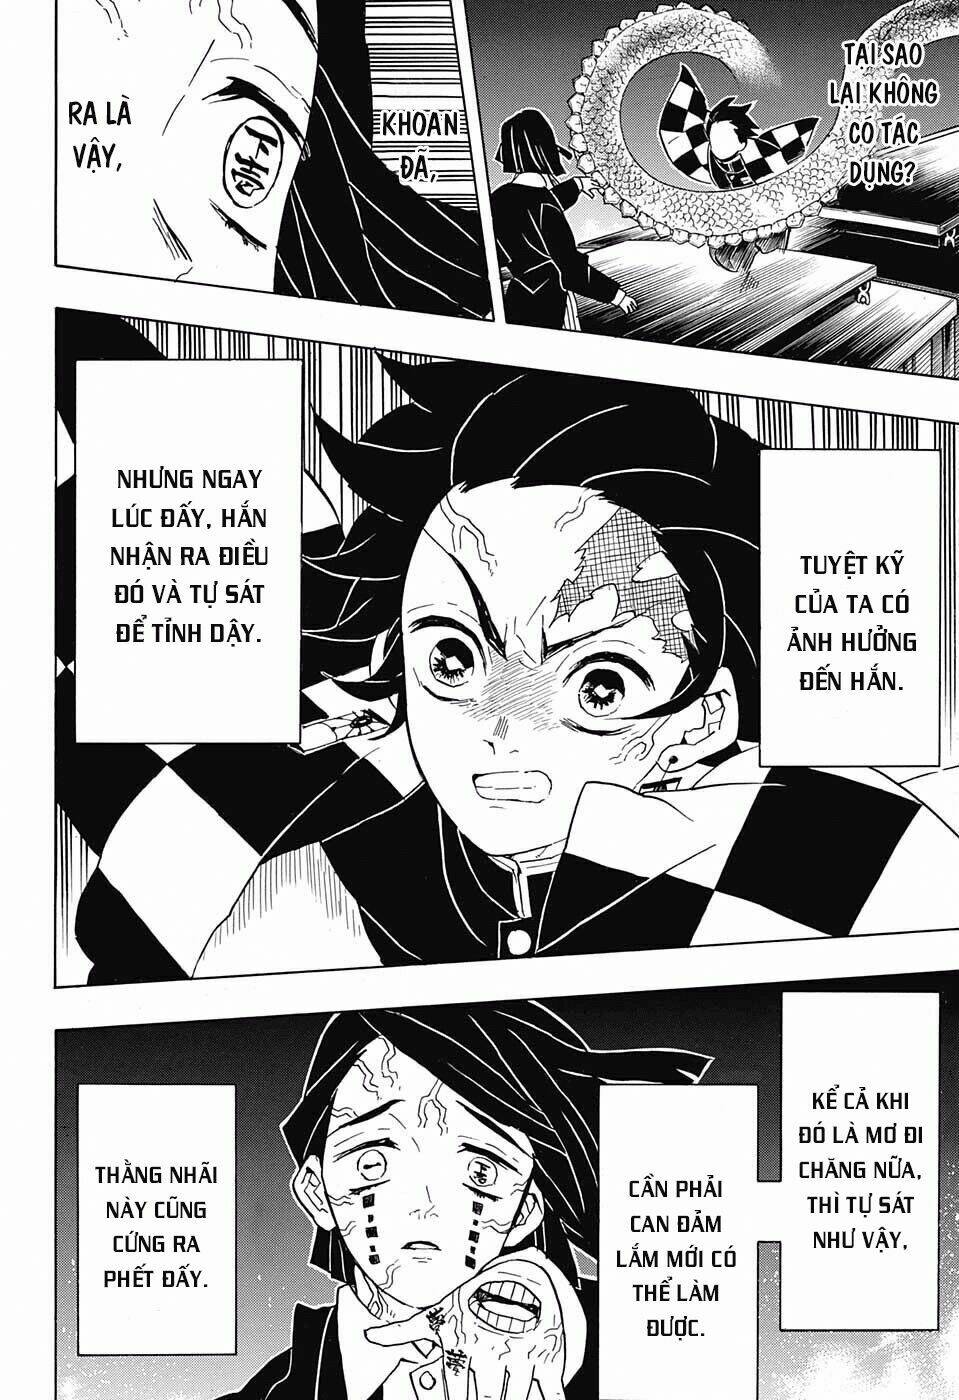 TẠI SAO
LẠI KHÔNG
CÓ TÁC
DỤNG?
KHOAN
ĐÃ,
RA LÀ
VẬY,
下
壱
TUYỆT KỸ
CỦA TA CÓ
ẢNH HƯỞNG
ĐẾN HẮN.
NHƯNG NGAY
LÚC ĐẤY, HẮN
NHẬN RA ĐIỀU
ĐÓ VÀ TỰ SÁT
ĐỂ TỈNH DẬY.
KỂ CẢ KHI
ĐÓ LÀ MƠ ĐI
CHĂNG NỮA,
THÌ TỰ SÁT
NHƯ VẬY,
CẦN PHẢI
CAN ĐẢM
LẮM MỚI CÓ
THỂ LÀM
ĐƯỢC.
THẰNG NHÃI
NÀY CŨNG
CỨNG RA
PHẾT ĐẤY.
夢